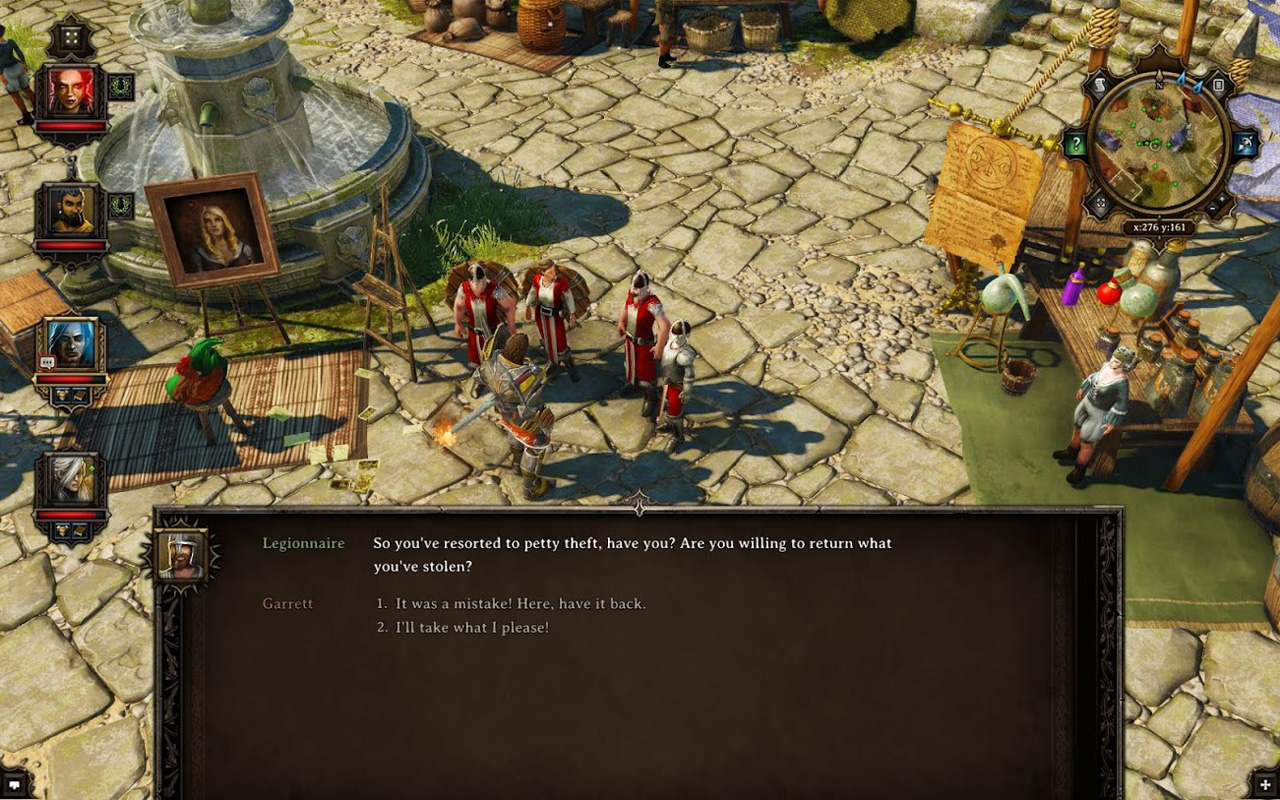 N
?
x:276 y:161
Legionnaire So you've resorted to petty theft, have you? Are you willing to return what
you've stolen?
Garrett 1. It was a mistake! Here, have it back.
2. I'll take what I please!